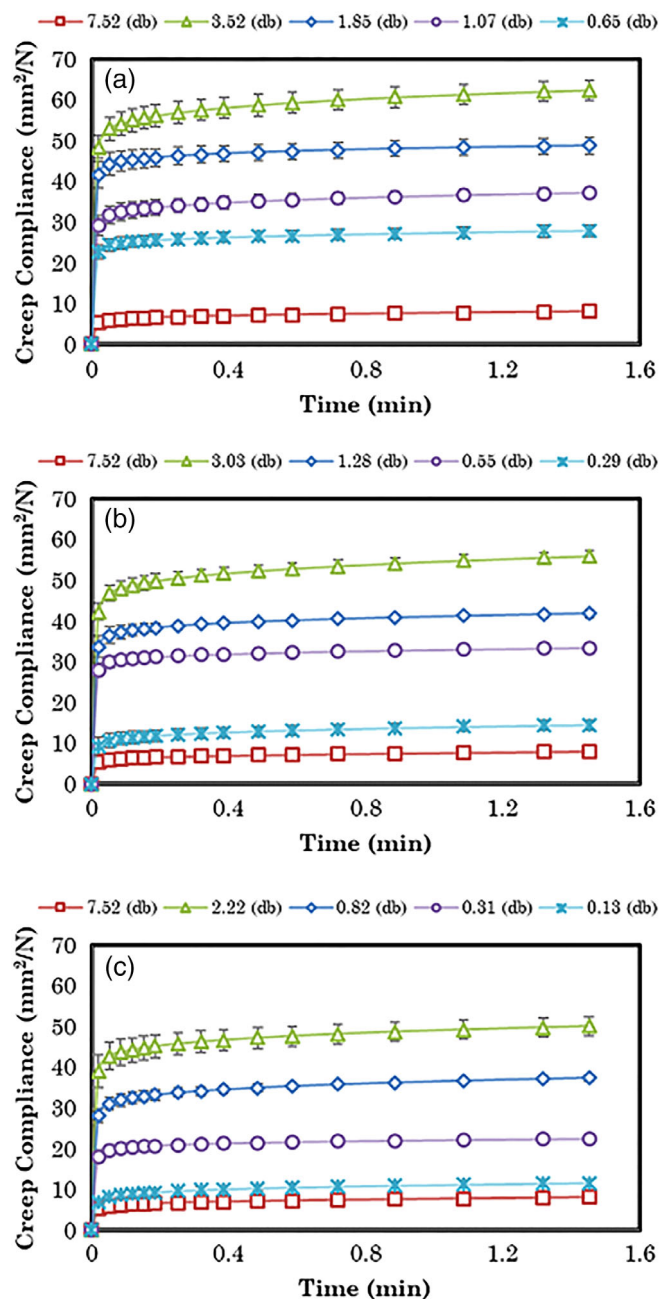 7.52 (db) 3.52 (db) 1.85 (db) 1.07 (db) 0.65 (db)
(a)
70
60
50
40
30
20
10
0
Creep Compliance (mm²/N)
0 0.4 0.8 1.2 1.6
Time (min)
7.52 (db) 3.03 (db) 1.28 (db) 0.55 (db) 0.29 (db)
(b)
70
60
50
40
30
20
10
0
Creep Compliance (mm²/N)
0 0.4 0.8 1.2 1.6
Time (min)
7.52 (db) 2.22 (db) 0.82 (db) 0.31 (db) 0.13 (db)
(c)
70
60
50
40
30
20
10
0
Creep Compliance (mm²/N)
0 0.4 0.8 1.2 1.6
Time (min)